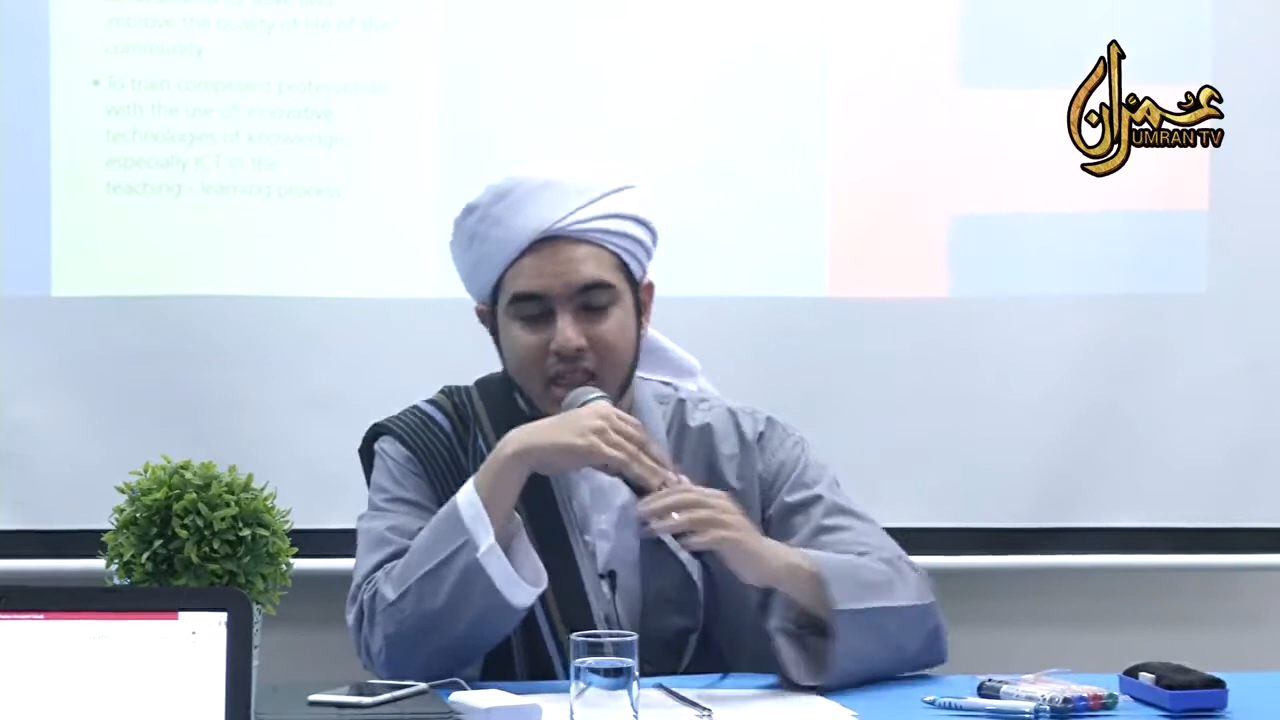 improve the quality of life of the
community
• To train competent professionals
with the use of innovative
technologies of knowledge
especially ICT in the
teaching - learning process
عمران
UMRAN TV